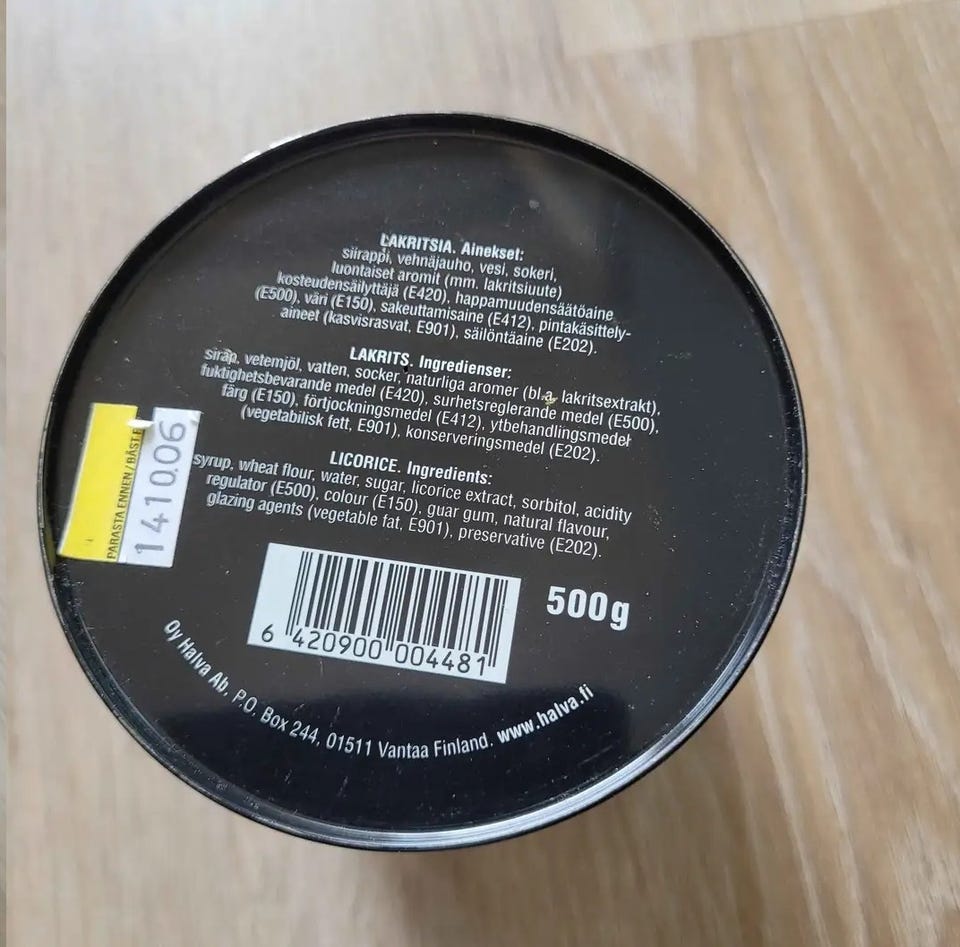 LAKRITSIA. Ainekset:
siirappi, vehnäjauho, vesi, sokeri,
luontaiset aromit (mm. lakritsiuute)
kosteudensäilyttäjä (E420), happamuudensäätöaine
(E500), väri (E150), sakeuttamisaine (E412), pintakäsittely-
aineet (kasvisrasvat, E901), säilöntäaine (E202).
LAKRITS. Ingredienser:
sirap, vetemjöl, vatten, socker, naturliga aromer (bl.a. lakritsextrakt),
fuktighetsbevarande medel (E420), surhetsreglerande medel (E500),
färg (E150), förtjockningsmedel (E412), ytbehandlingsmedel
(vegetabilisk fett, E901), konserveringsmedel (E202).
LICORICE. Ingredients:
syrup, wheat flour, water, sugar, licorice extract, sorbitol, acidity
regulator (E500), colour (E150), guar gum, natural flavour,
glazing agents (vegetable fat, E901), preservative (E202).
PARASTA ENNEN / BÄST
141006
6 420900 004481
500g
Oy Halva Ab, P.O. Box 244, 01511 Vantaa Finland. www.halva.fi